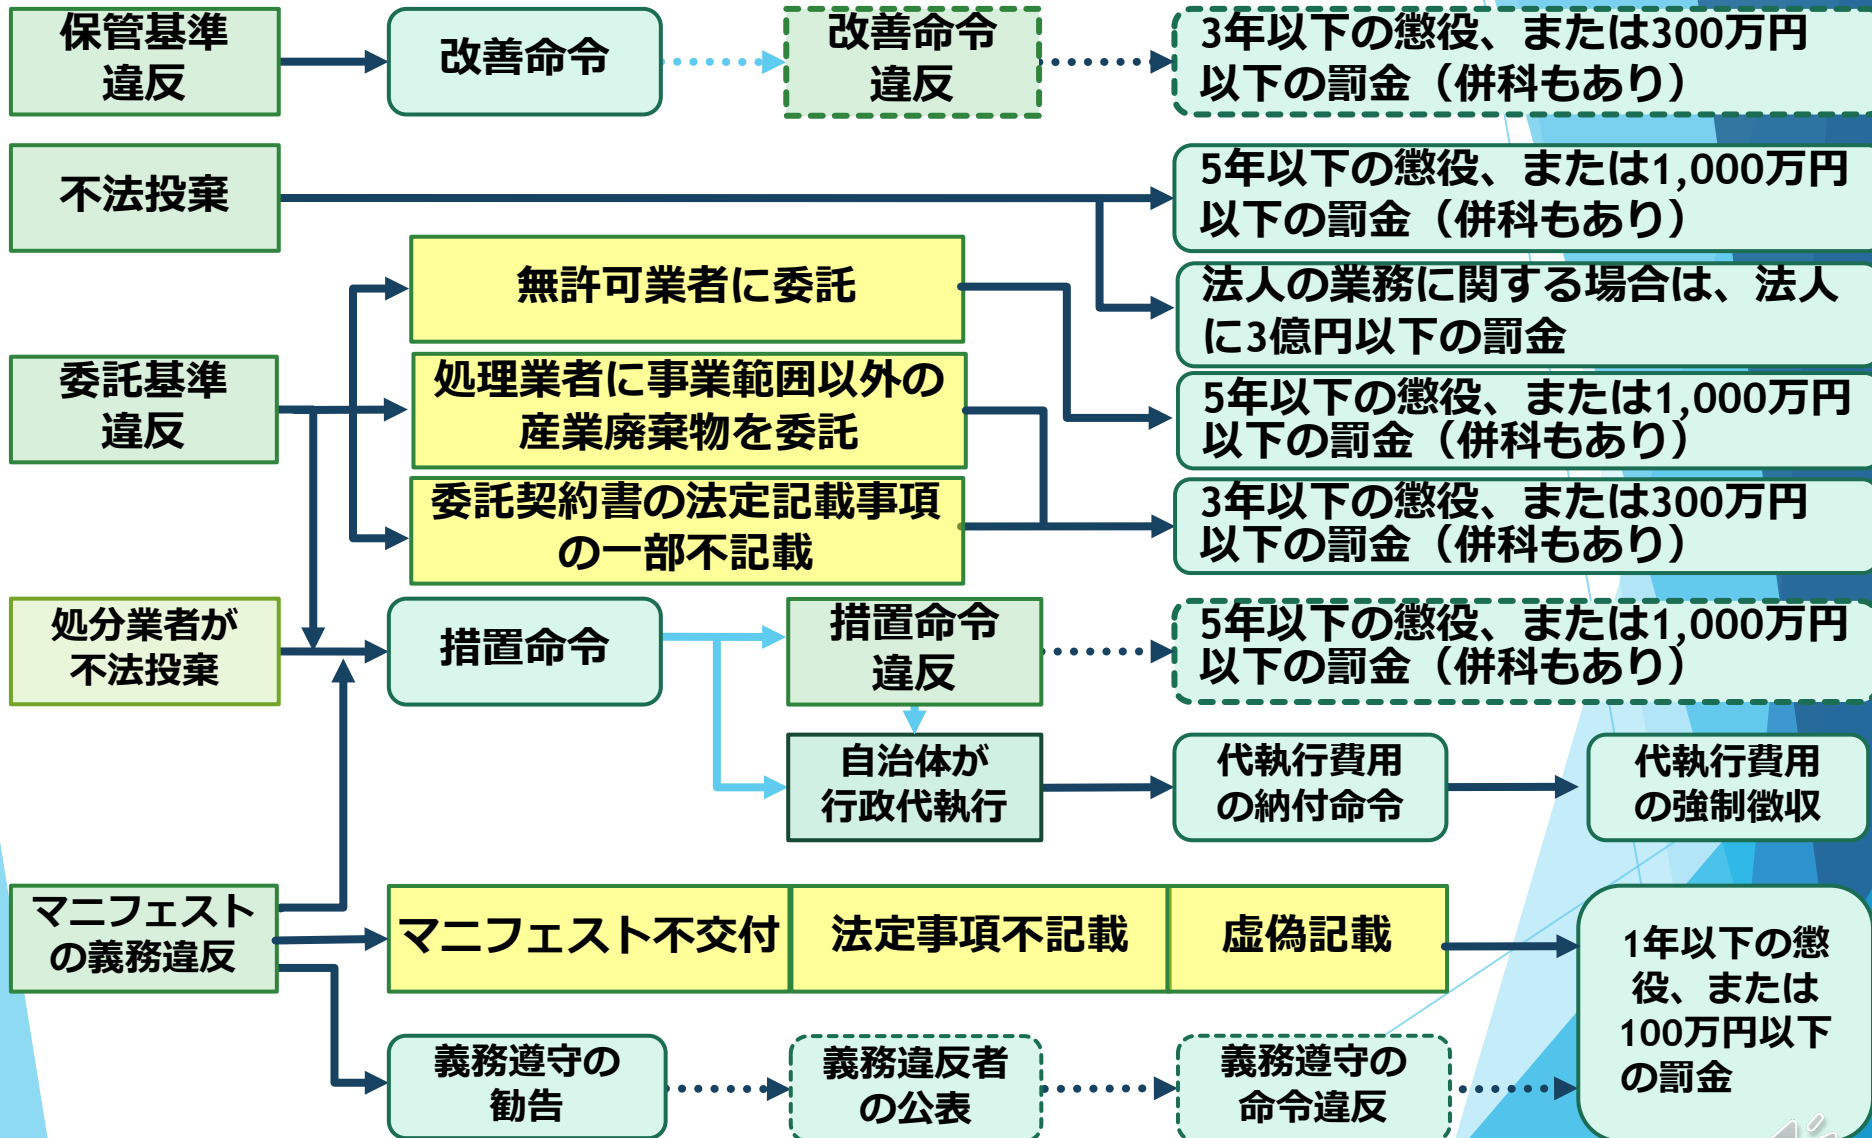 保管基準
違反
改善命令
改善命令
違反
3年以下の懲役、または300万円
以下の罰金（併科もあり）
不法投棄
5年以下の懲役、または1,000万円
以下の罰金（併科もあり）
無許可業者に委託
法人の業務に関する場合は、法人
に3億円以下の罰金
委託基準
違反
処理業者に事業範囲以外の
産業廃棄物を委託
5年以下の懲役、または1,000万円
以下の罰金（併科もあり）
委託契約書の法定記載事項
の一部不記載
3年以下の懲役、または300万円
以下の罰金（併科もあり）
処分業者が
不法投棄
措置命令
措置命令
違反
5年以下の懲役、または1,000万円
以下の罰金（併科もあり）
自治体が
行政代執行
代執行費用
の納付命令
代執行費用
の強制徴収
マニフェスト
の義務違反
マニフェスト不交付
法定事項不記載
虚偽記載
1年以下の懲
役、または
100万円以下
の罰金
義務遵守の
勧告
義務違反者
の公表
義務遵守の
命令違反